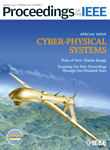 Proceedings OF THE IEEE
SPECIAL ISSUE
CYBER-PHYSICAL
SYSTEMS
Point of View: Marine Energy
Scanning Our Past: Proceedings
Through One Hundred Years
IEEE